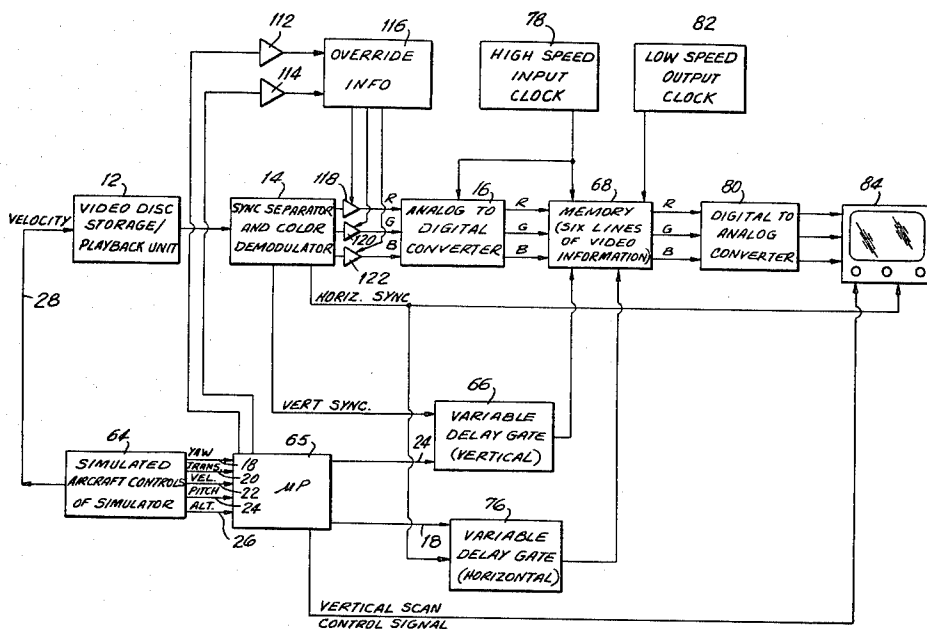 112
116
OVERRIDE
INFO
114
78
HIGH SPEED
INPUT
CLOCK
82
LOW SPEED
OUTPUT
CLOCK
12
VIDEO DISC
STORAGE/
PLAYBACK UNIT
VELOCITY
28
14
SYNC SEPARATOR
AND COLOR
DEMODULATOR
118
120
122
R
G
B
16
ANALOG TO
DIGITAL
CONVERTER
R
G
B
68
MEMORY
(SIX LINES
OF VIDEO
INFORMATION)
R
G
B
80
DIGITAL TO
ANALOG
CONVERTER
84
HORIZ. SYNC
VERT SYNC.
66
VARIABLE
DELAY GATE
(VERTICAL)
24
64
SIMULATED
AIRCRAFT CONTROLS
OF SIMULATOR
YAW
18
TRANS.
20
VEL.
22
PITCH
24
ALT.
26
65
μP
18
76
VARIABLE
DELAY GATE
(HORIZONTAL)
VERTICAL SCAN
CONTROL SIGNAL